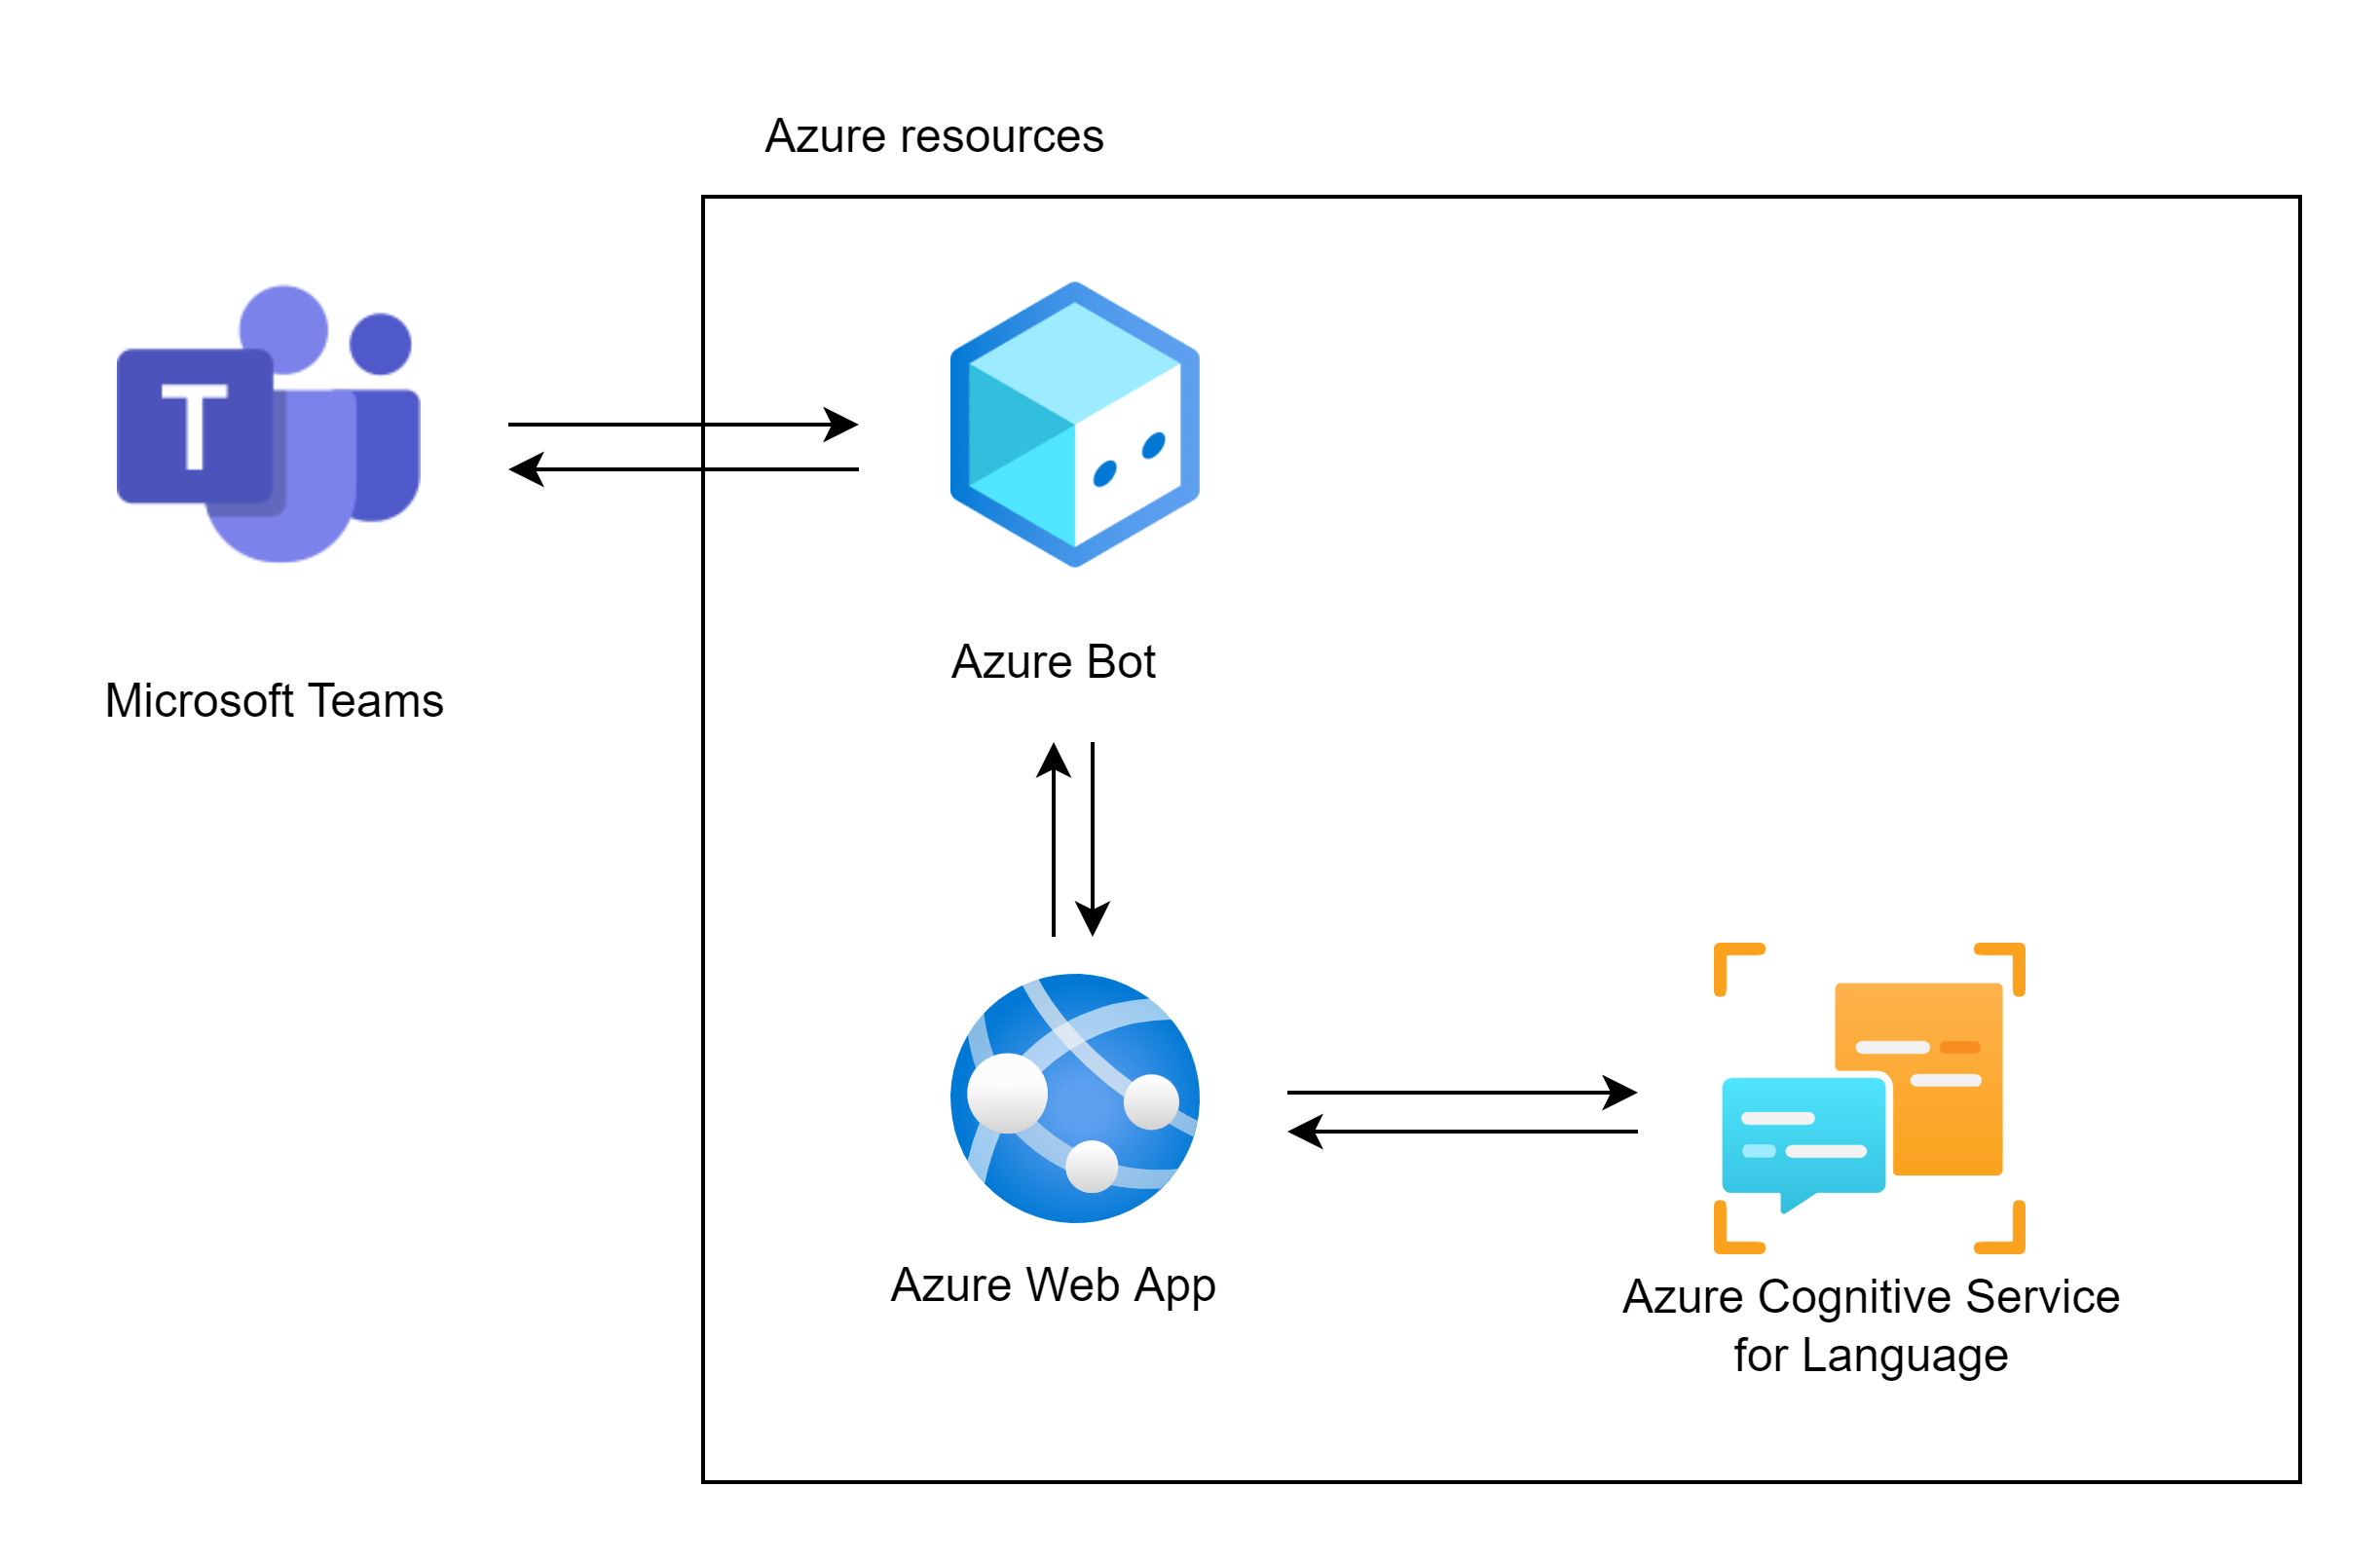 Azure resources
T
Azure Bot
Microsoft Teams
Azure Web App
Azure Cognitive Service
for Language